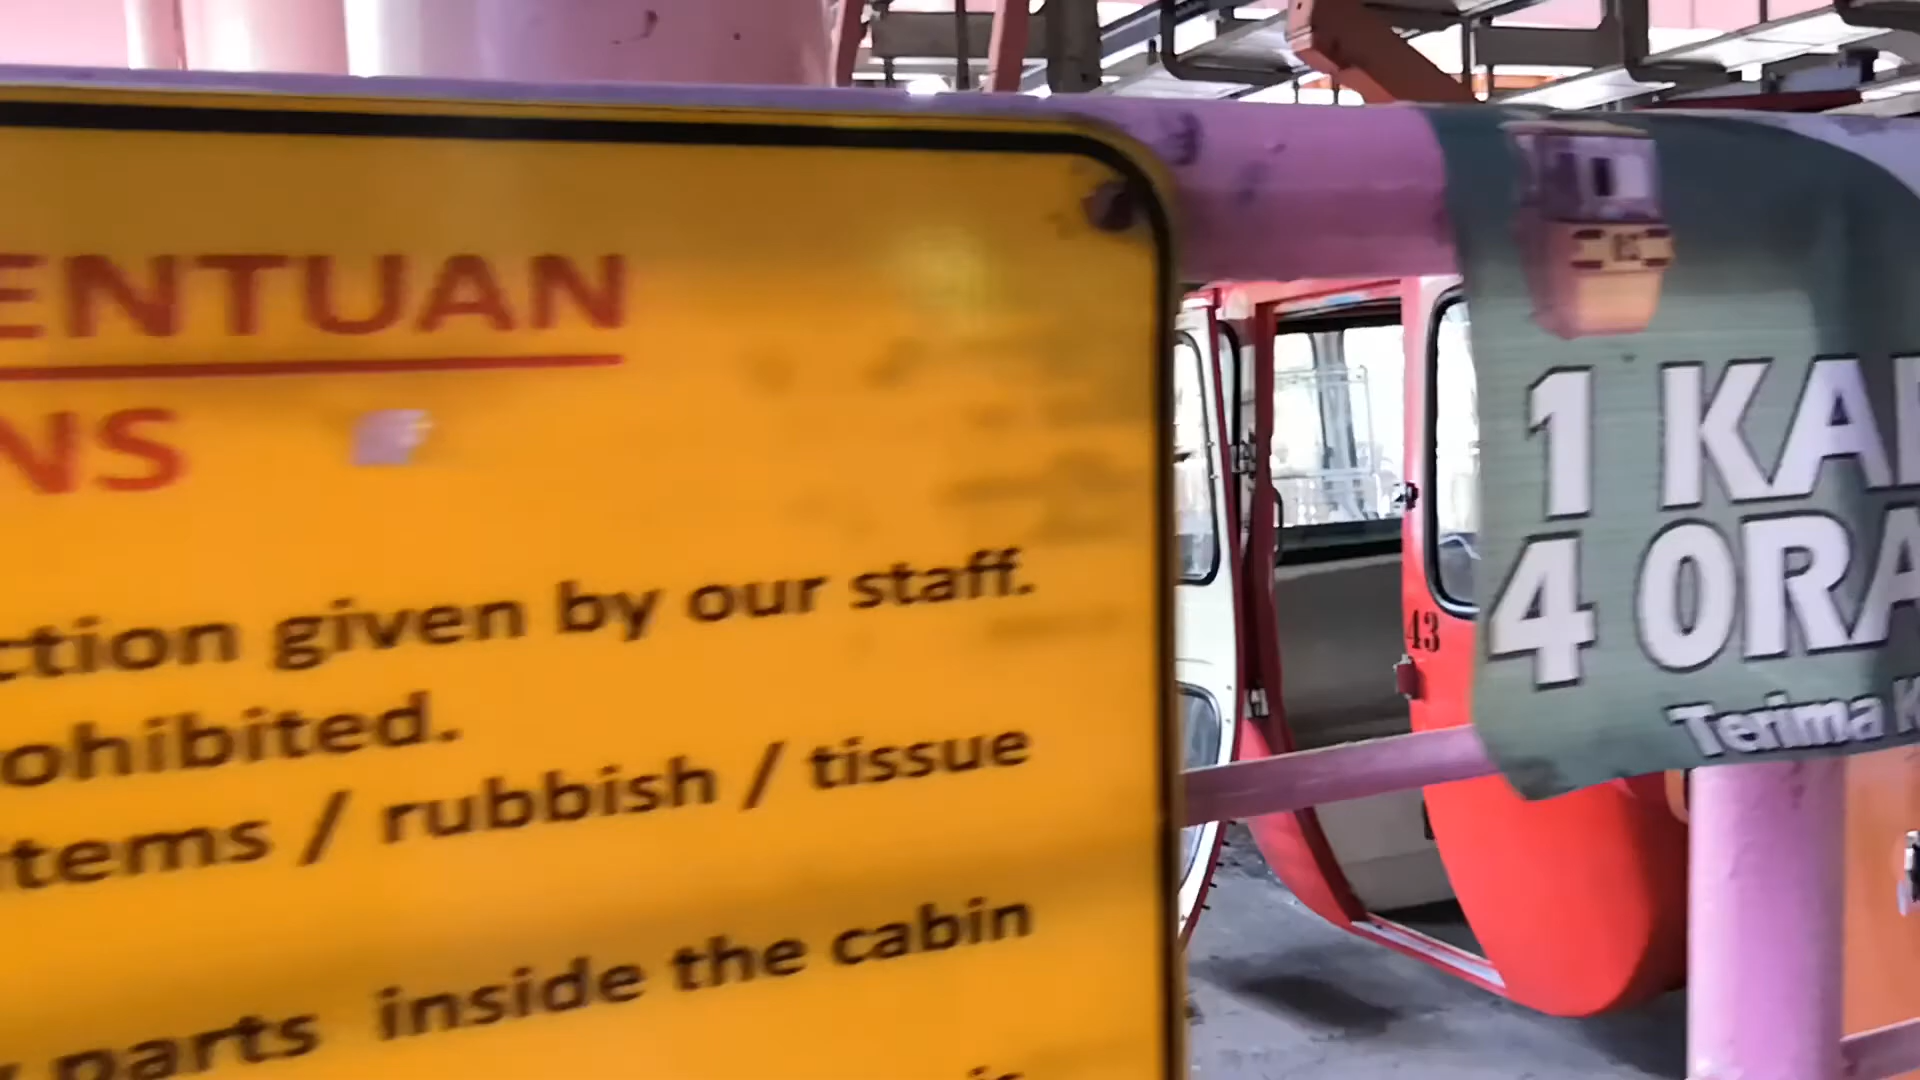 ENTUAN
NS
ction given by our staff.
ohibited.
items / rubbish / tissue
parts inside the cabin
is
43
1 KA
4 ORA
Terima K